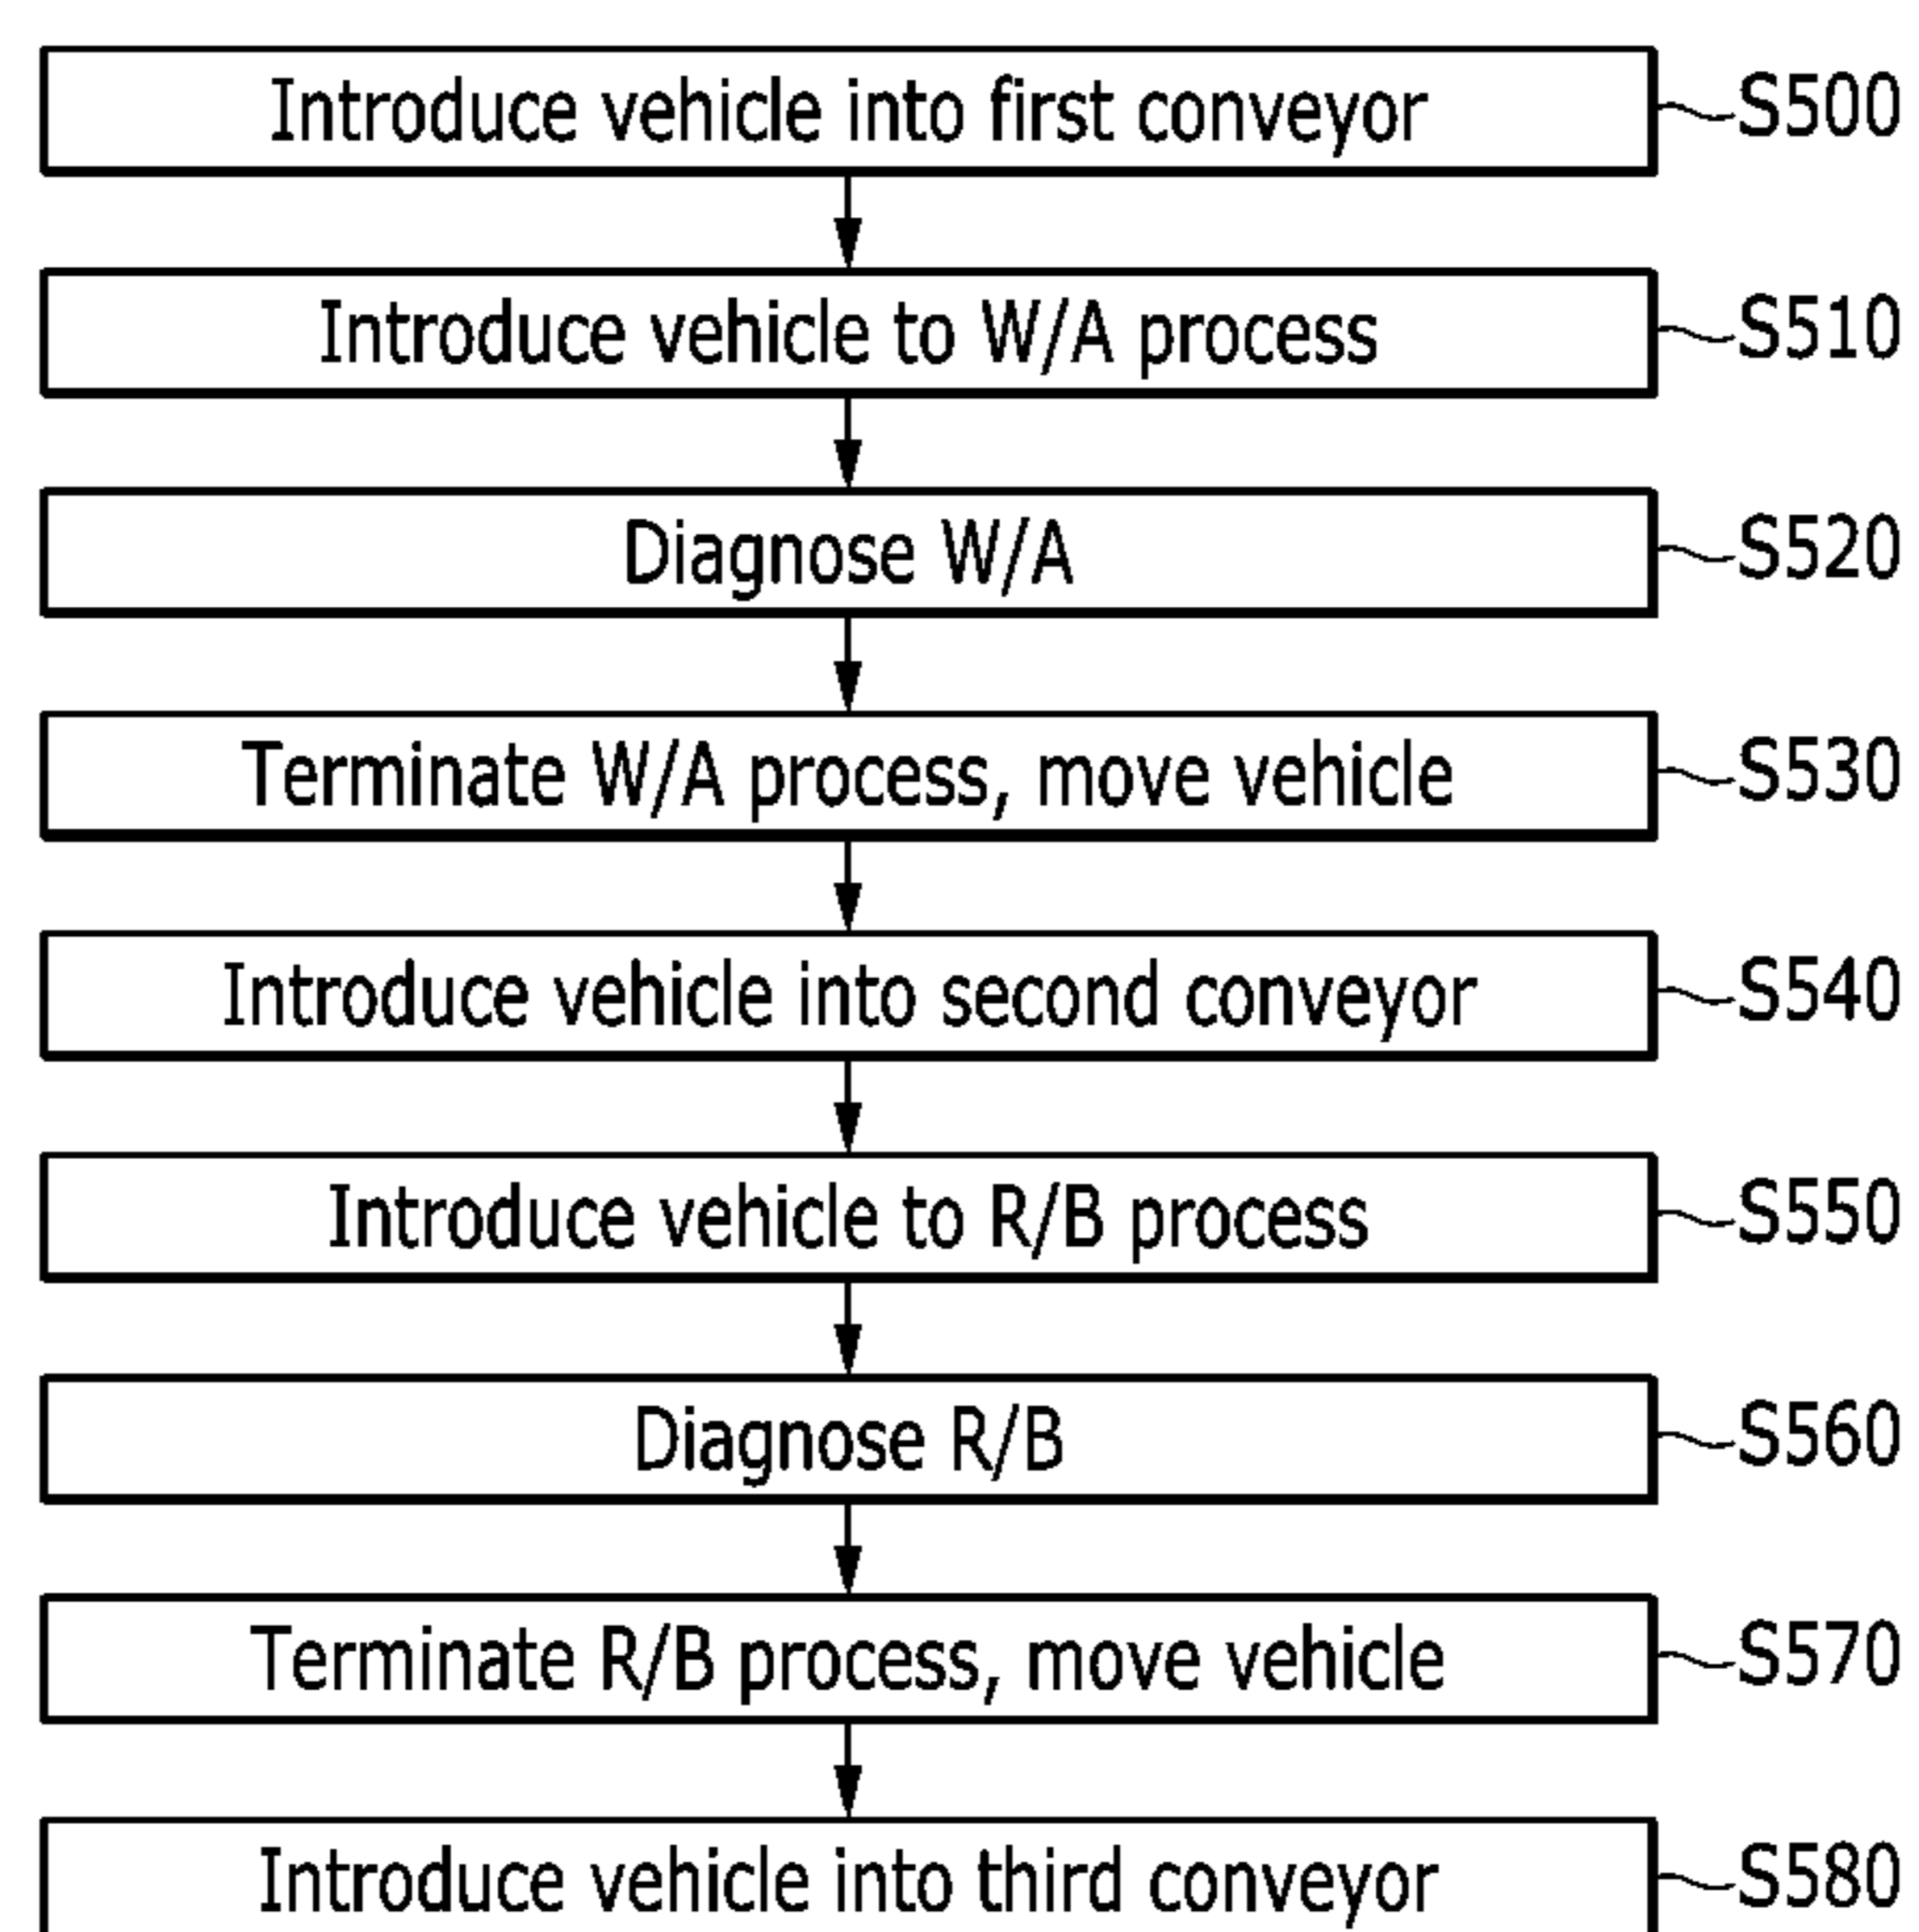 Introduce vehicle into first conveyor S500
Introduce vehicle to W/A process S510
Diagnose W/A S520
Terminate W/A process, move vehicle S530
Introduce vehicle into second conveyor S540
Introduce vehicle to R/B process S550
Diagnose R/B S560
Terminate R/B process, move vehicle S570
Introduce vehicle into third conveyor S580